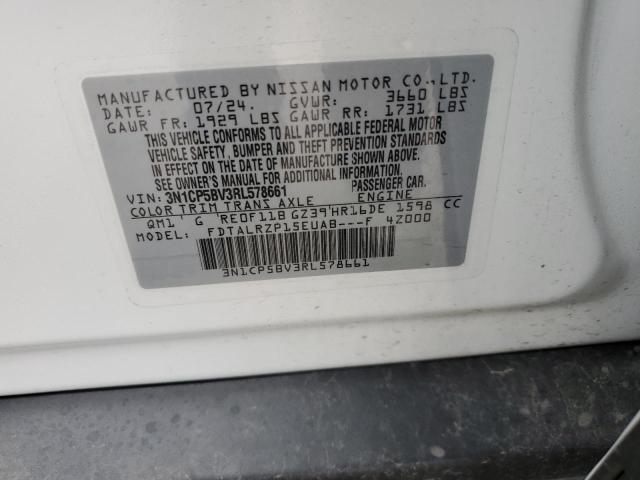 MANUFACTURED BY NISSAN MOTOR CO.,LTD.
DATE: 07/24. GVWR: 3660 LBS
GAWR FR: 1929 LBS GAWR RR: 1731 LBS
THIS VEHICLE CONFORMS TO ALL APPLICABLE FEDERAL MOTOR
VEHICLE SAFETY, BUMPER AND THEFT PREVENTION STANDARDS
IN EFFECT ON THE DATE OF MANUFACTURE SHOWN ABOVE.
SEE OWNER'S MANUAL FOR ADDITIONAL INFO.
VIN: 3N1CP5BV3RL578661 PASSENGER CAR.
COLOR TRIM TRANS AXLE ENGINE
QM1 G RE0F11B GZ39 HR16DE 1598 CC
MODEL: FDTALRZP15EUAB---F 4Z000
3N1CP5BV3RL578661